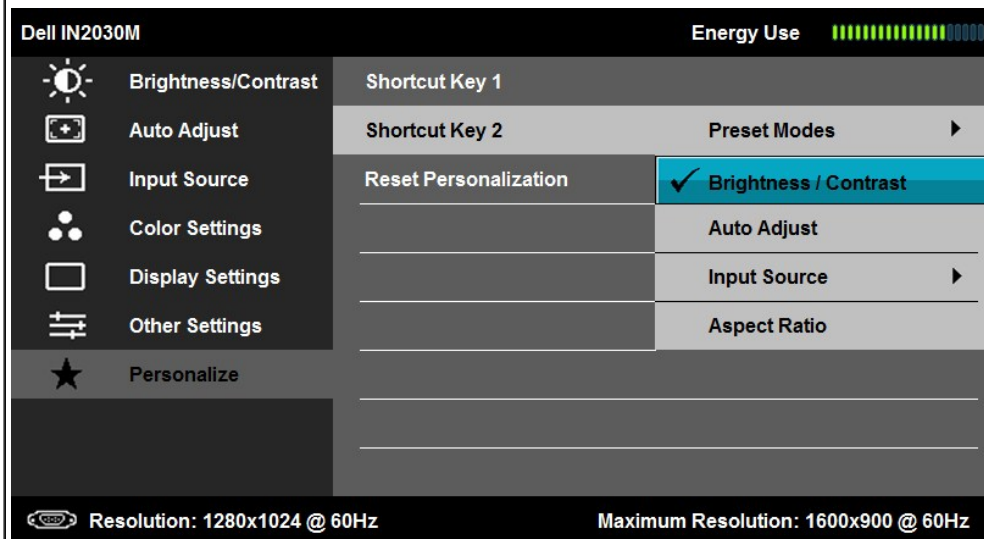 Dell IN2030M Energy Use
Brightness/Contrast Shortcut Key 1
Auto Adjust Shortcut Key 2 Preset Modes
Input Source Reset Personalization Brightness / Contrast
Color Settings Auto Adjust
Display Settings Input Source
Other Settings Aspect Ratio
Personalize
Resolution: 1280x1024 @ 60Hz Maximum Resolution: 1600x900 @ 60Hz